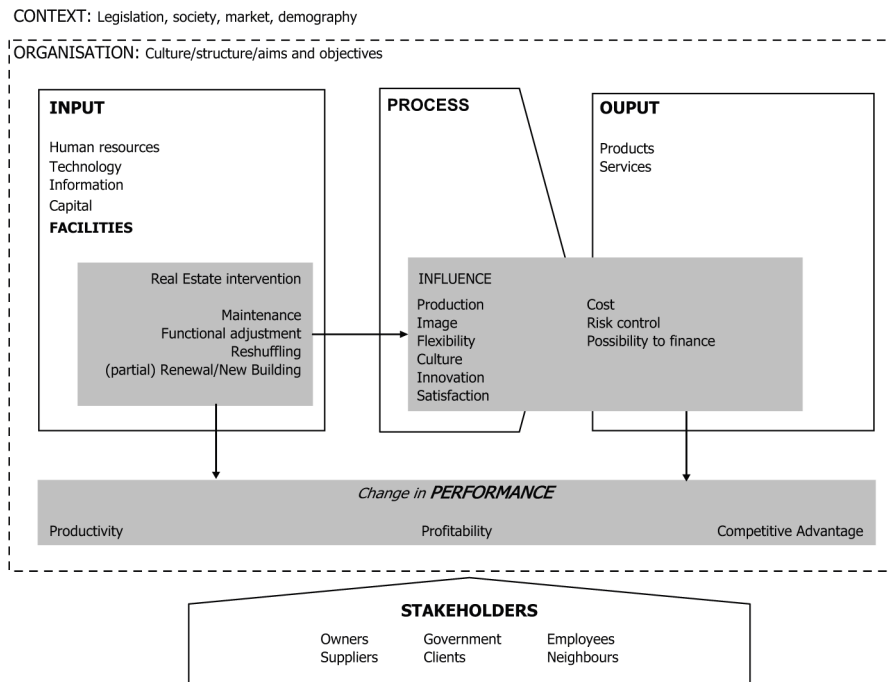 CONTEXT: Legislation, society, market, demography
ORGANISATION: Culture/structure/aims and objectives
INPUT
Human resources
Technology
Information
Capital
FACILITIES
Real Estate intervention
Maintenance
Functional adjustment
Reshuffling
(partial) Renewal/New Building
PROCESS
OUPUT
Products
Services
INFLUENCE
Production
Image
Flexibility
Culture
Innovation
Satisfaction
Cost
Risk control
Possibility to finance
Change in PERFORMANCE
Productivity Profitability Competitive Advantage
STAKEHOLDERS
Owners Government Employees
Suppliers Clients Neighbours